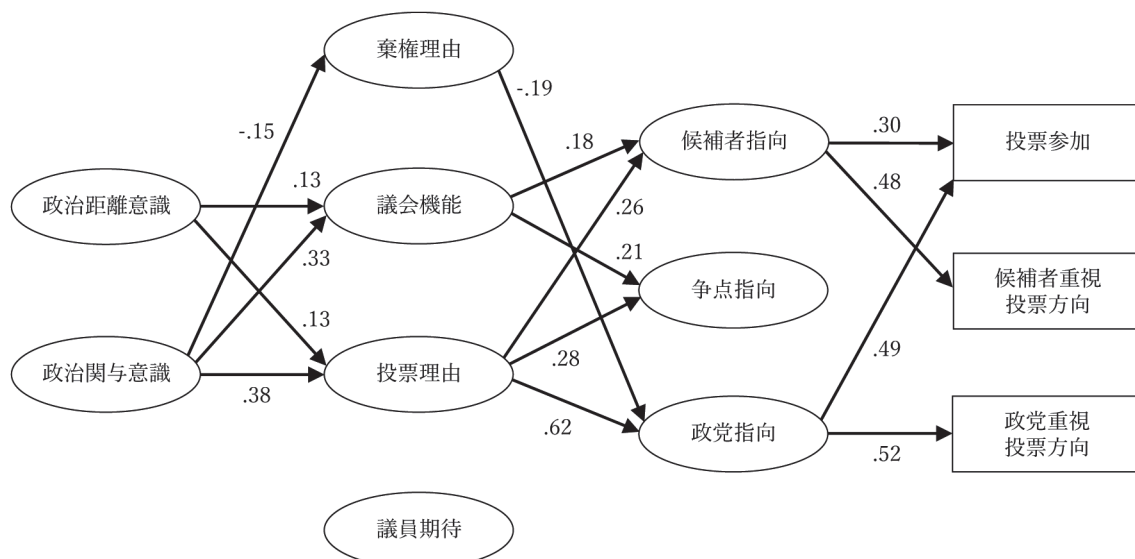 棄権理由
-.19
-.15
.18
候補者指向
.30
投票参加
政治距離意識
.13
議会機能
.48
.26
.33
.21
争点指向
候補者重視
投票方向
.13
政治関与意識
.38
投票理由
.28
.49
.62
政党指向
.52
政党重視
投票方向
議員期待